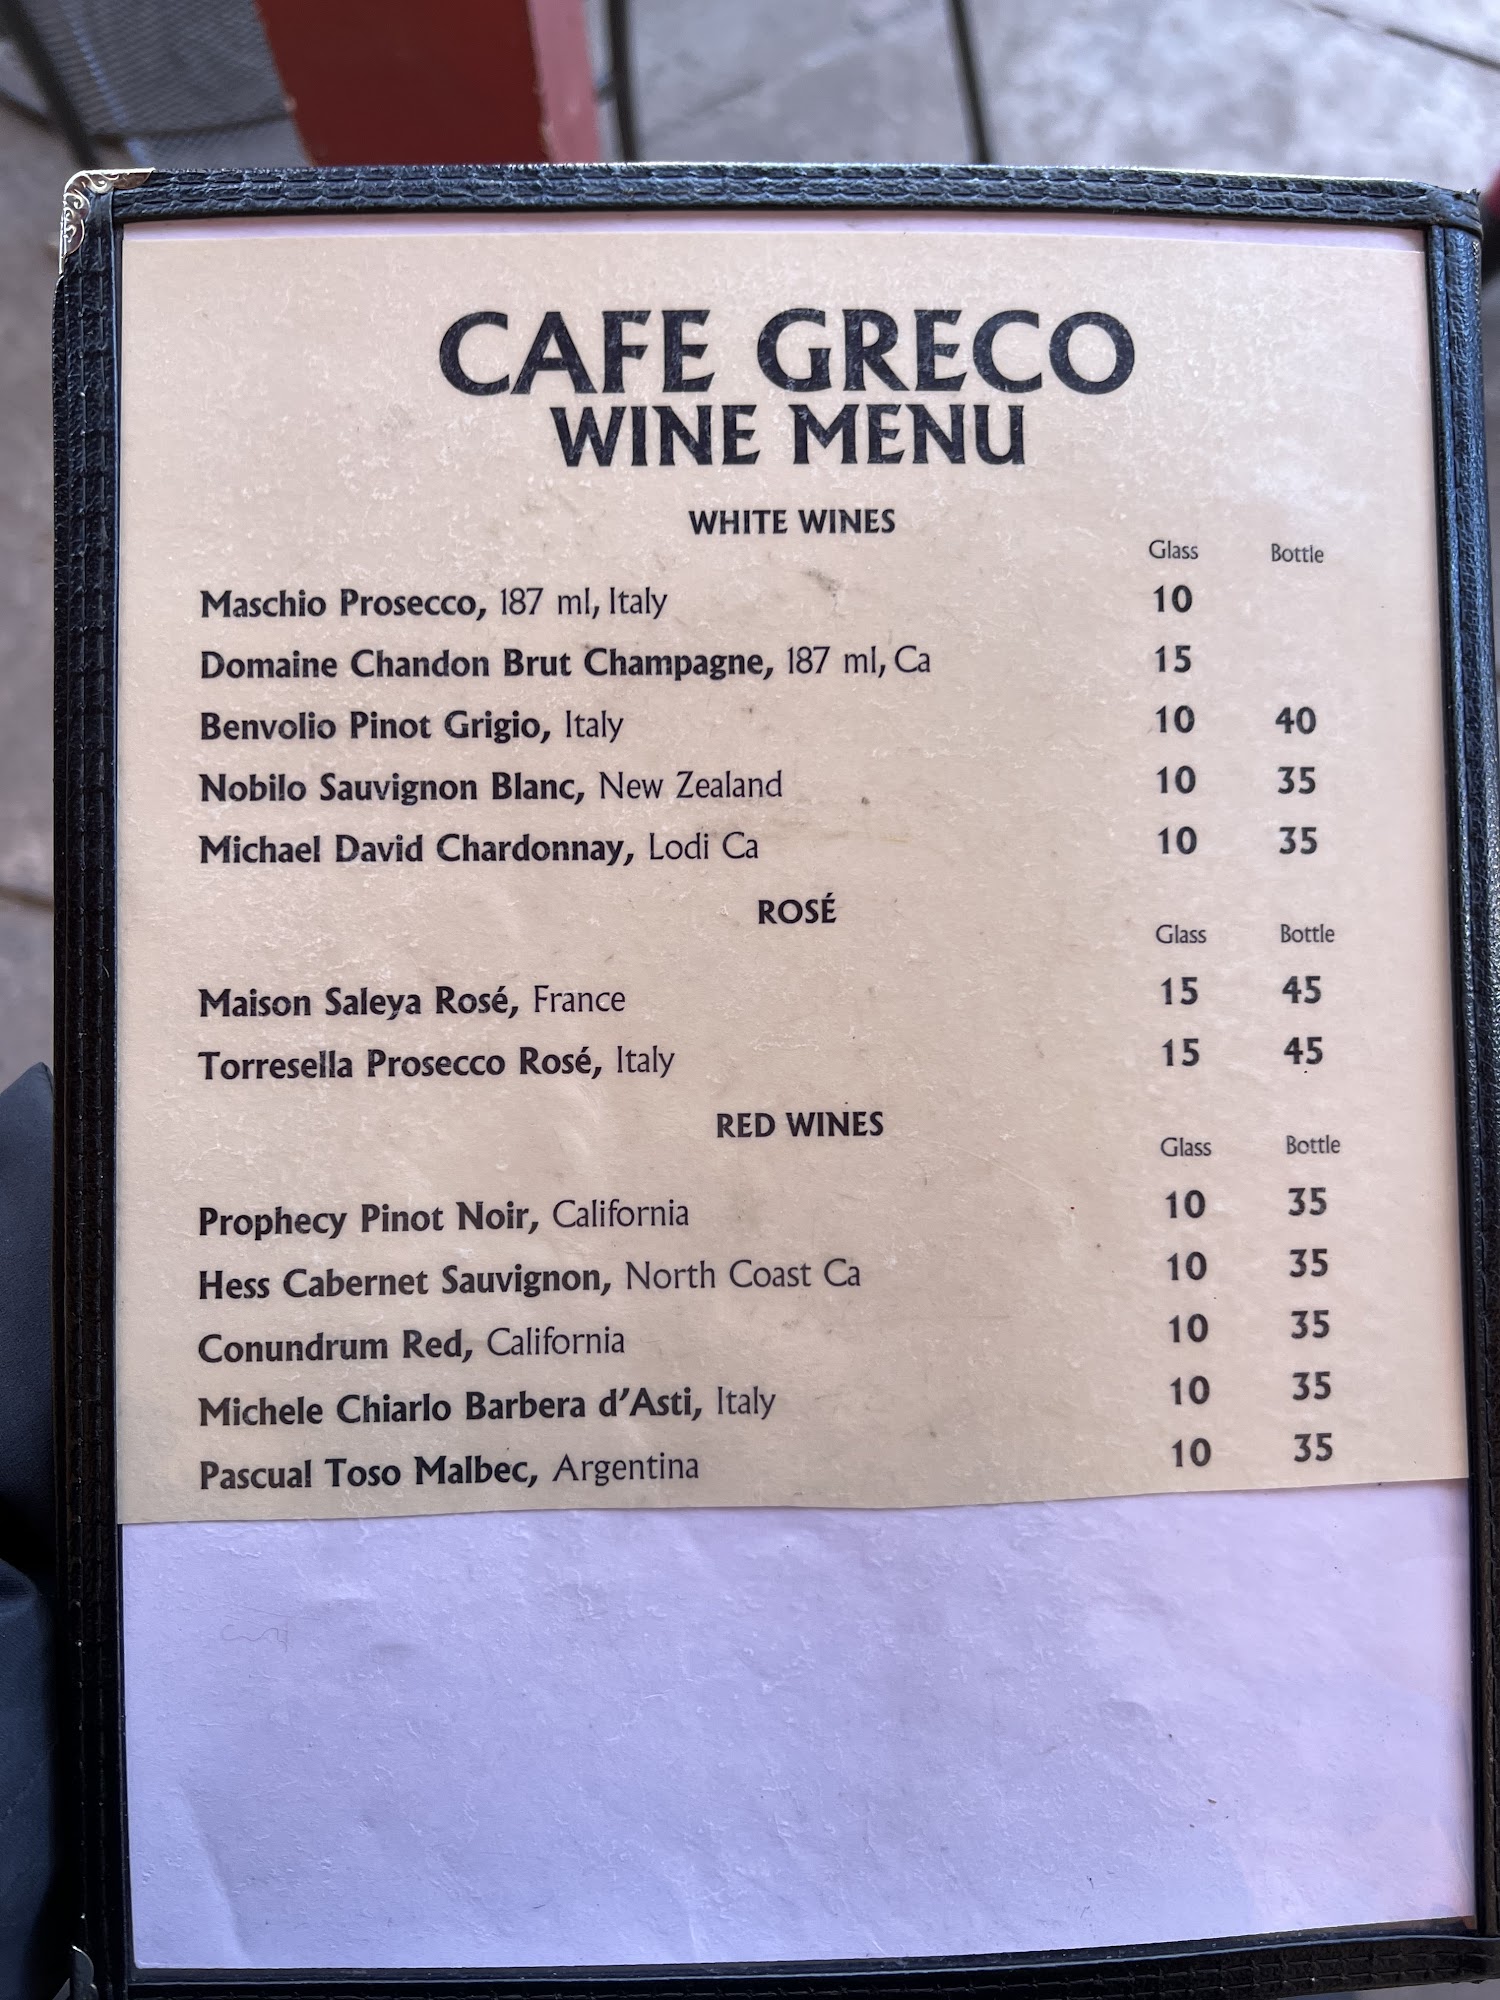 CAFE GRECO
WINE MENU
WHITE WINES
Glass Bottle
Maschio Prosecco, 187 ml, Italy 10
Domaine Chandon Brut Champagne, 187 ml, Ca 15
Benvolio Pinot Grigio, Italy 10 40
Nobilo Sauvignon Blanc, New Zealand 10 35
Michael David Chardonnay, Lodi Ca 10 35
ROSÉ
Glass Bottle
Maison Saleya Rosé, France 15 45
Torresella Prosecco Rosé, Italy 15 45
RED WINES
Glass Bottle
Prophecy Pinot Noir, California 10 35
Hess Cabernet Sauvignon, North Coast Ca 10 35
Conundrum Red, California 10 35
Michele Chiarlo Barbera d'Asti, Italy 10 35
Pascual Toso Malbec, Argentina 10 35